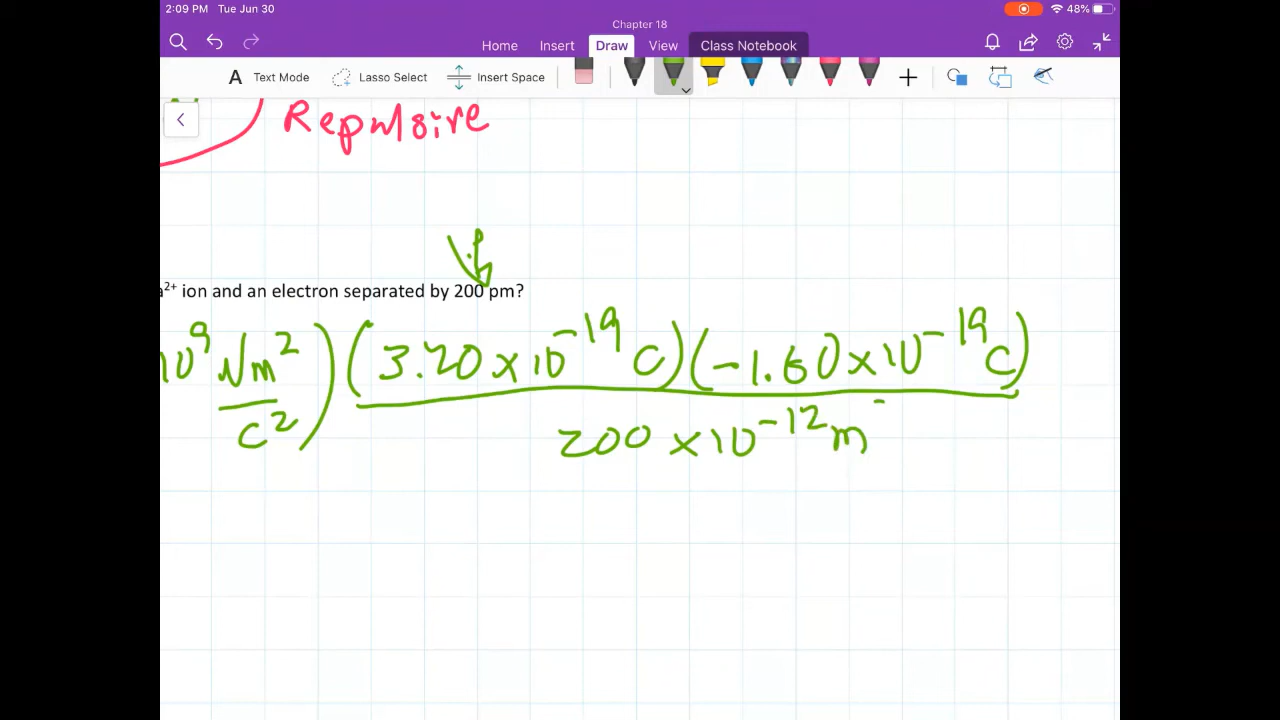 2:09 PM Tue Jun 30
48%
Chapter 18
Home Insert Draw View Class Notebook
A Text Mode Lasso Select Insert Space
Repulsive
a²⁺ ion and an electron separated by 200 pm?
10⁹ Nm²/C²) (3.20 x 10⁻¹⁹ C)(-1.60 x 10⁻¹⁹ C)
200 x 10⁻¹² m